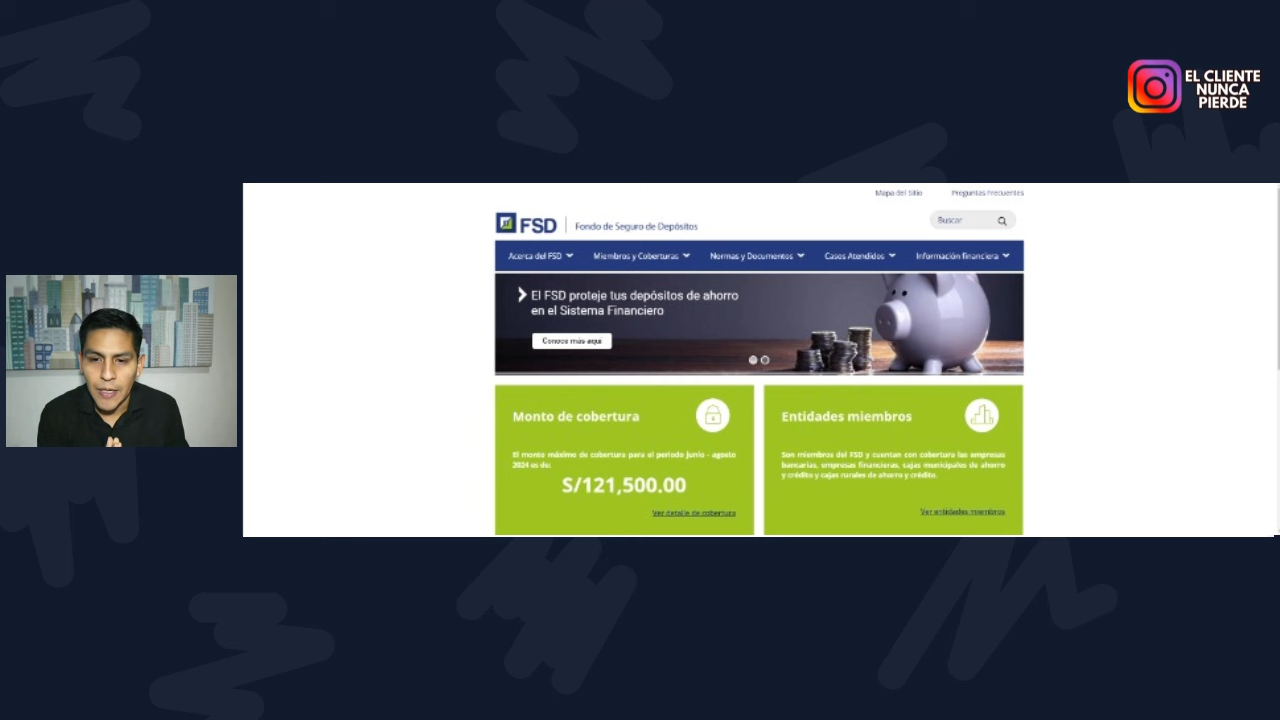 EL CLIENTE
NUNCA
PIERDE
Mapa del Sitio
Preguntas Frecuentes
FSD
Fondo de Seguro de Depósitos
Buscar
Acerca del FSD
Miembros y Coberturas
Normas y Documentos
Casos Atendidos
Información financiera
El FSD proteje tus depósitos de ahorro
en el Sistema Financiero
Conoce más aquí
Monto de cobertura
El monto máximo de cobertura para el periodo Junio - agosto
2024 es de:
S/121,500.00
Ver detalle de cobertura
Entidades miembros
Son miembros del FSD y cuentan con cobertura las empresas
bancarias, empresas financieras, cajas municipales de ahorro
y crédito y cajas rurales de ahorro y crédito.
Ver entidades miembros